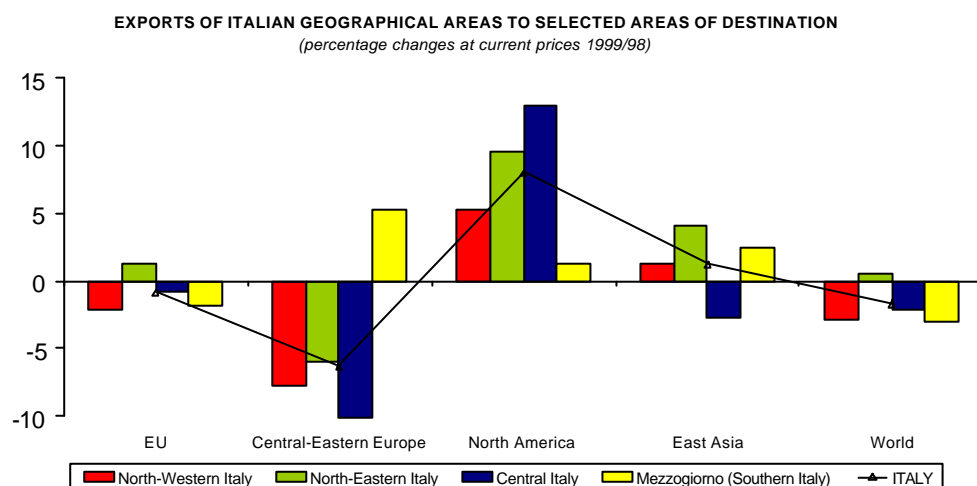 EXPORTS OF ITALIAN GEOGRAPHICAL AREAS TO SELECTED AREAS OF DESTINATION
(percentage changes at current prices 1999/98)
15
10
5
0
-5
-10
EU Central-Eastern Europe North America East Asia World
North-Western Italy North-Eastern Italy Central Italy Mezzogiorno (Southern Italy) ITALY